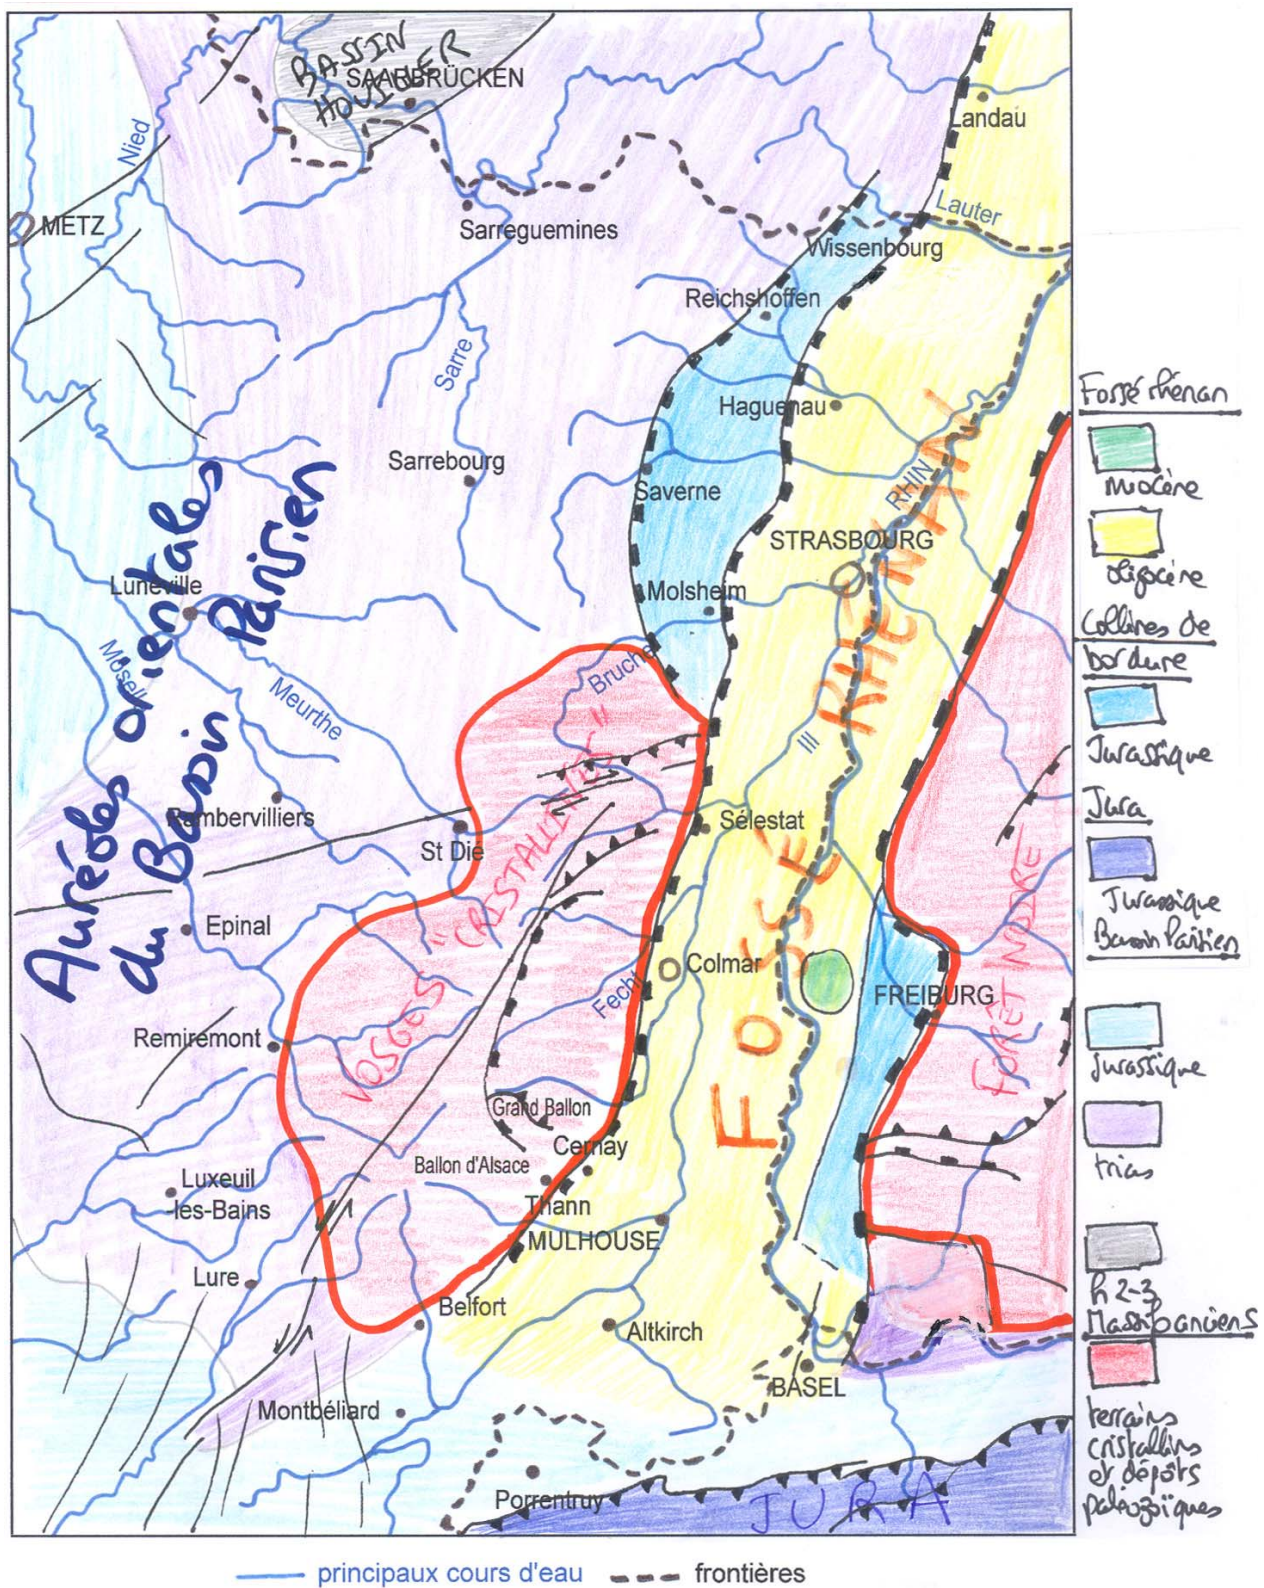 BASSIN
HOUILLER
SAARBRÜCKEN
Landau
Nied
METZ
Lauter
Sarreguemines
Wissenbourg
Reichshoffen
Sarre
Haguenau
Sarrebourg
RHIN
Saverne
STRASBOURG
Luneville
Molsheim
Moselle
Bruche
Meurthe
Ill
Rambervilliers
Sélestat
St Dié
Epinal
Colmar
Fecht
FREIBURG
Remiremont
Grand Ballon
Cernay
Ballon d'Alsace
Luxeuil
-les-Bains
Thann
MULHOUSE
Lure
Belfort
Altkirch
BASEL
Montbéliard
Porrentruy
JURA
Auréoles orientales
du Bassin Parisien
VOSGES "CRISTALLINES"
FOSSÉ RHENAN
FORÊT NOIRE
Fossé rhénan
miocène
oligocène
Collines de
bordure
Jurassique
Jura
Jurassique
Bassin Parisien
Jurassique
trias
h 2-3
Massifs anciens
terrains
cristallins
et dépôts
paléozoïques
principaux cours d'eau
frontières